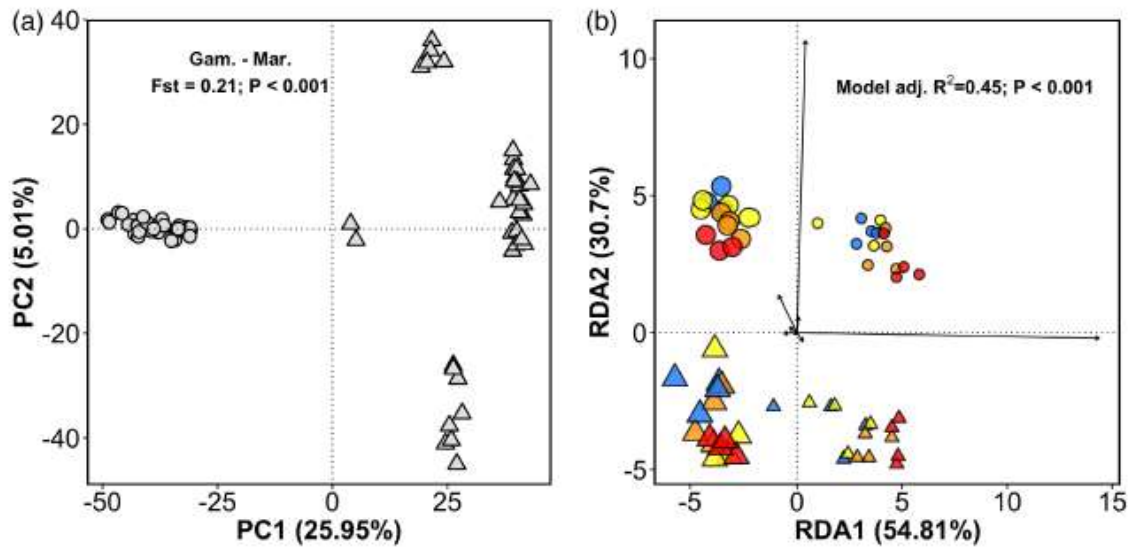 (a)
Gam. - Mar.
Fst = 0.21; P < 0.001
40
20
0
-20
-40
PC2 (5.01%)
-50
-25
0
25
PC1 (25.95%)
(b)
Model adj. R²=0.45; P < 0.001
10
5
0
-5
RDA2 (30.7%)
-5
0
5
10
15
RDA1 (54.81%)